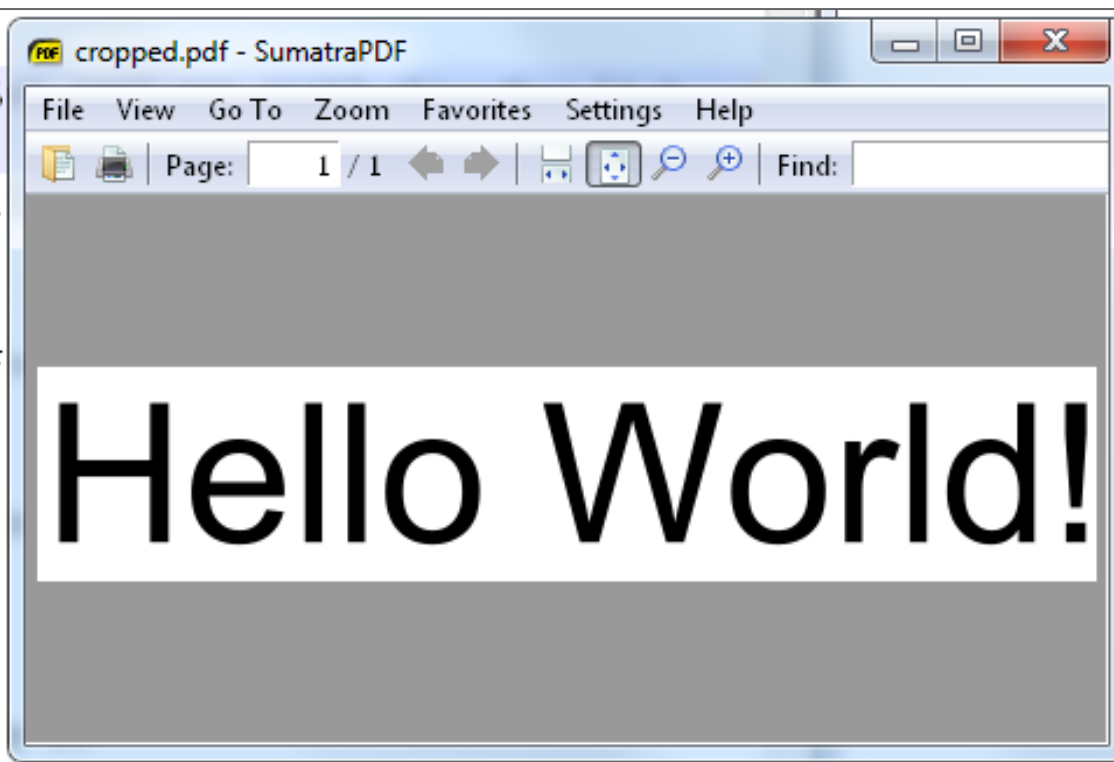 cropped.pdf - SumatraPDF
File View Go To Zoom Favorites Settings Help
Page: 1 / 1 Find:
Hello World!